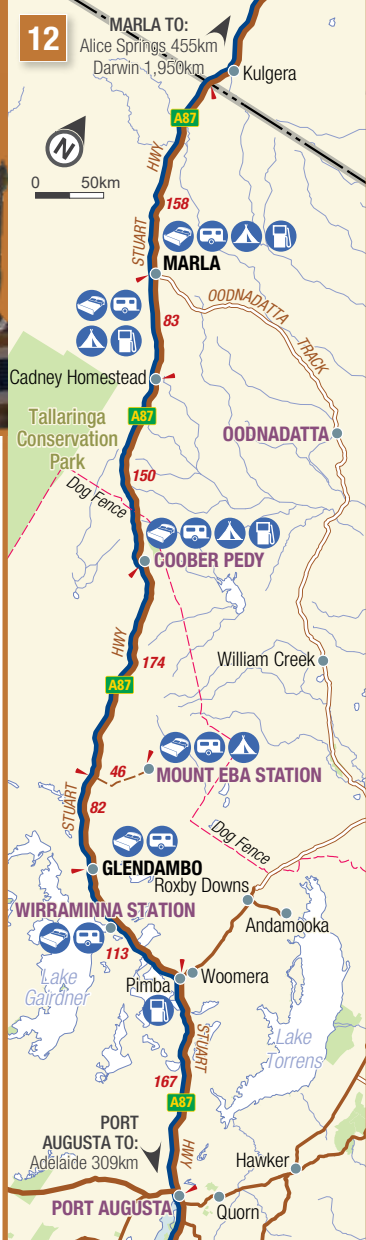 12
MARLA TO:
Alice Springs 455km
Darwin 1,950km
Kulgera
A87
N
0 50km
HWY
158
STUART
MARLA
OODNADATTA
TRACK
83
Cadney Homestead
A87
Tallaringa
Conservation
Park
OODNADATTA
150
Dog Fence
COOBER PEDY
HWY
174
William Creek
A87
46
MOUNT EBA STATION
STUART
82
Dog Fence
GLENDAMBO
Roxby Downs
WIRRAMINNA STATION
Andamooka
113
Lake
Gairdner
Pimba
Woomera
STUART
Lake
Torrens
167
A87
PORT
AUGUSTA TO:
Adelaide 309km
HWY
Hawker
PORT AUGUSTA
Quorn